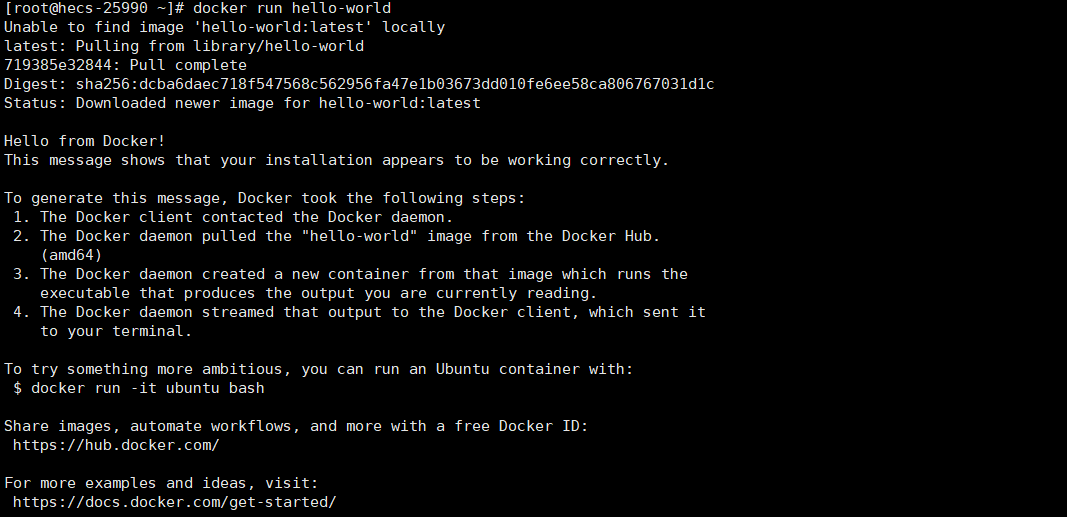 [root@hecs-25990 ~]# docker run hello-world
Unable to find image 'hello-world:latest' locally
latest: Pulling from library/hello-world
719385e32844: Pull complete
Digest: sha256:dcba6daec718f547568c562956fa47e1b03673dd010fe6ee58ca806767031d1c
Status: Downloaded newer image for hello-world:latest

Hello from Docker!
This message shows that your installation appears to be working correctly.

To generate this message, Docker took the following steps:
 1. The Docker client contacted the Docker daemon.
 2. The Docker daemon pulled the "hello-world" image from the Docker Hub.
    (amd64)
 3. The Docker daemon created a new container from that image which runs the
    executable that produces the output you are currently reading.
 4. The Docker daemon streamed that output to the Docker client, which sent it
    to your terminal.

To try something more ambitious, you can run an Ubuntu container with:
 $ docker run -it ubuntu bash

Share images, automate workflows, and more with a free Docker ID:
 https://hub.docker.com/

For more examples and ideas, visit:
 https://docs.docker.com/get-started/